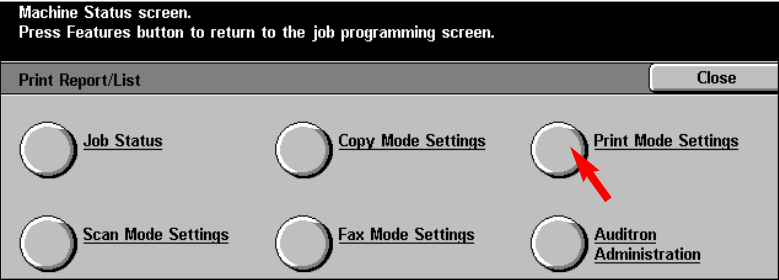 Machine Status screen.
Press Features button to return to the job programming screen.
Print Report/List
Close
Job Status
Copy Mode Settings
Print Mode Settings
Scan Mode Settings
Fax Mode Settings
Auditron
Administration